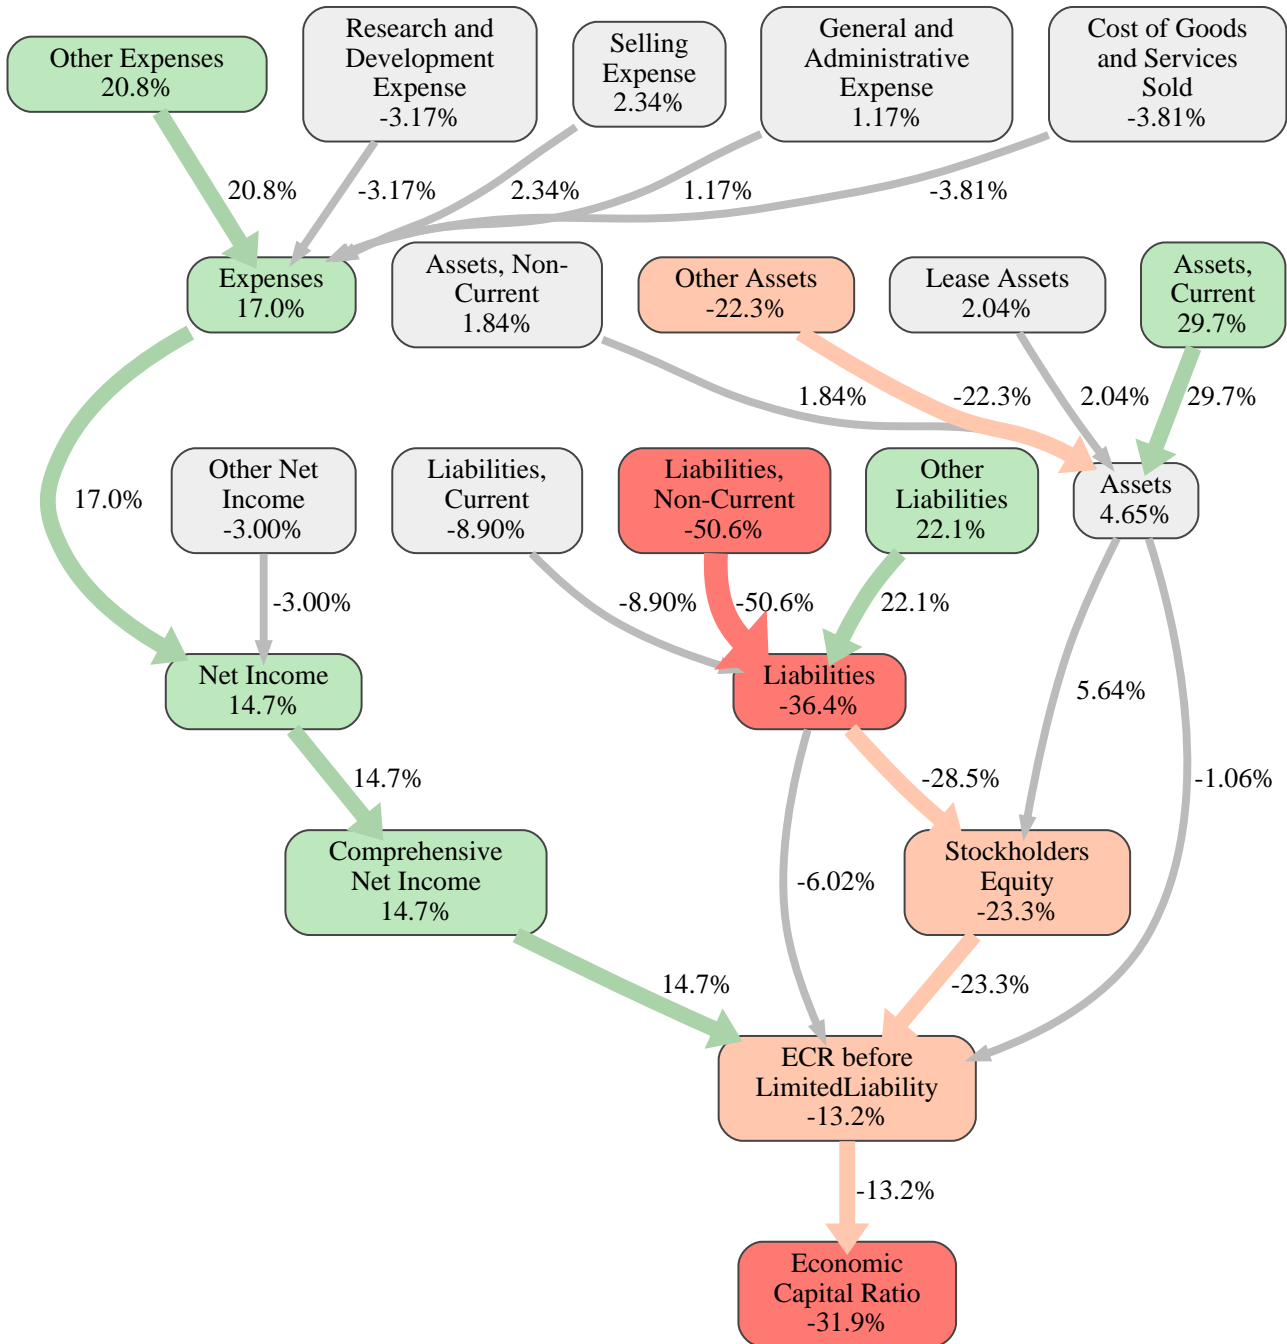 Other Expenses
20.8%
Research and
Development
Expense
-3.17%
Selling
Expense
2.34%
General and
Administrative
Expense
1.17%
Cost of Goods
and Services
Sold
-3.81%
20.8%
-3.17%
2.34%
1.17%
-3.81%
Expenses
17.0%
Assets, Non-
Current
1.84%
Other Assets
-22.3%
Lease Assets
2.04%
Assets,
Current
29.7%
1.84%
-22.3%
2.04%
29.7%
17.0%
Other Net
Income
-3.00%
Liabilities,
Current
-8.90%
Liabilities,
Non-Current
-50.6%
Other
Liabilities
22.1%
Assets
4.65%
-3.00%
-8.90%
-50.6%
22.1%
Net Income
14.7%
Liabilities
-36.4%
5.64%
14.7%
-28.5%
-1.06%
Comprehensive
Net Income
14.7%
-6.02%
Stockholders
Equity
-23.3%
14.7%
-23.3%
ECR before
LimitedLiability
-13.2%
-13.2%
Economic
Capital Ratio
-31.9%